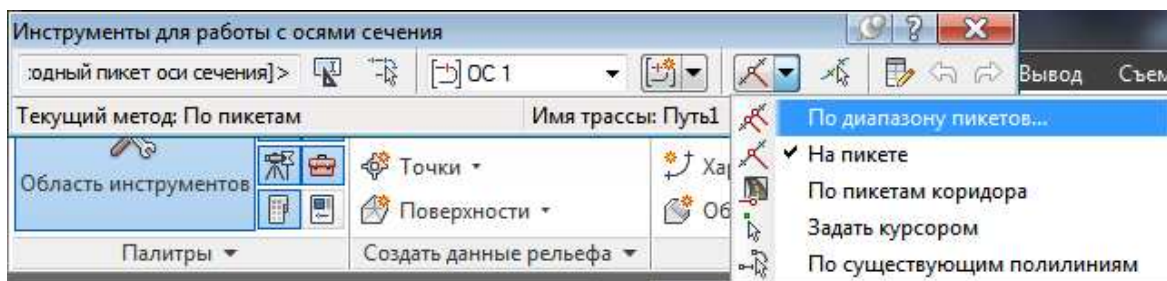 Инструменты для работы с осями сечения
одный пикет оси сечения]> ОС 1
Вывод Съем
Текущий метод: По пикетам Имя трассы: Путь1
По диапазону пикетов...
На пикете
По пикетам коридора
Задать курсором
По существующим полилиниям
Область инструментов
Точки
Поверхности
Палитры
Создать данные рельефа